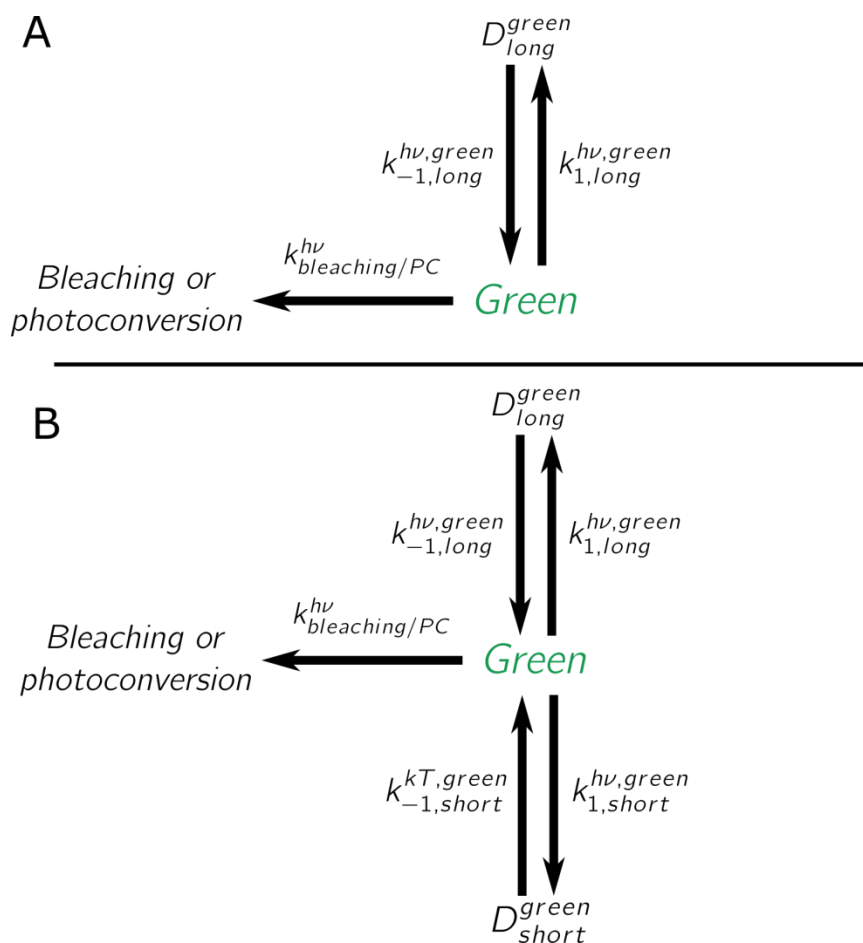 A
D^{green}_{long}
k^{hν,green}_{−1,long} k^{hν,green}_{1,long}
k^{hν}_{bleaching/PC}
Bleaching or
photoconversion
Green
B
D^{green}_{long}
k^{hν,green}_{−1,long} k^{hν,green}_{1,long}
k^{hν}_{bleaching/PC}
Bleaching or
photoconversion
Green
k^{kT,green}_{−1,short} k^{hν,green}_{1,short}
D^{green}_{short}